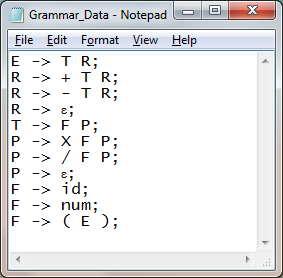 Grammar_Data - Notepad
File Edit Format View Help
E -> T R;
R -> + T R;
R -> - T R;
R -> ε;
T -> F P;
P -> X F P;
P -> / F P;
P -> ε;
F -> id;
F -> num;
F -> ( E );